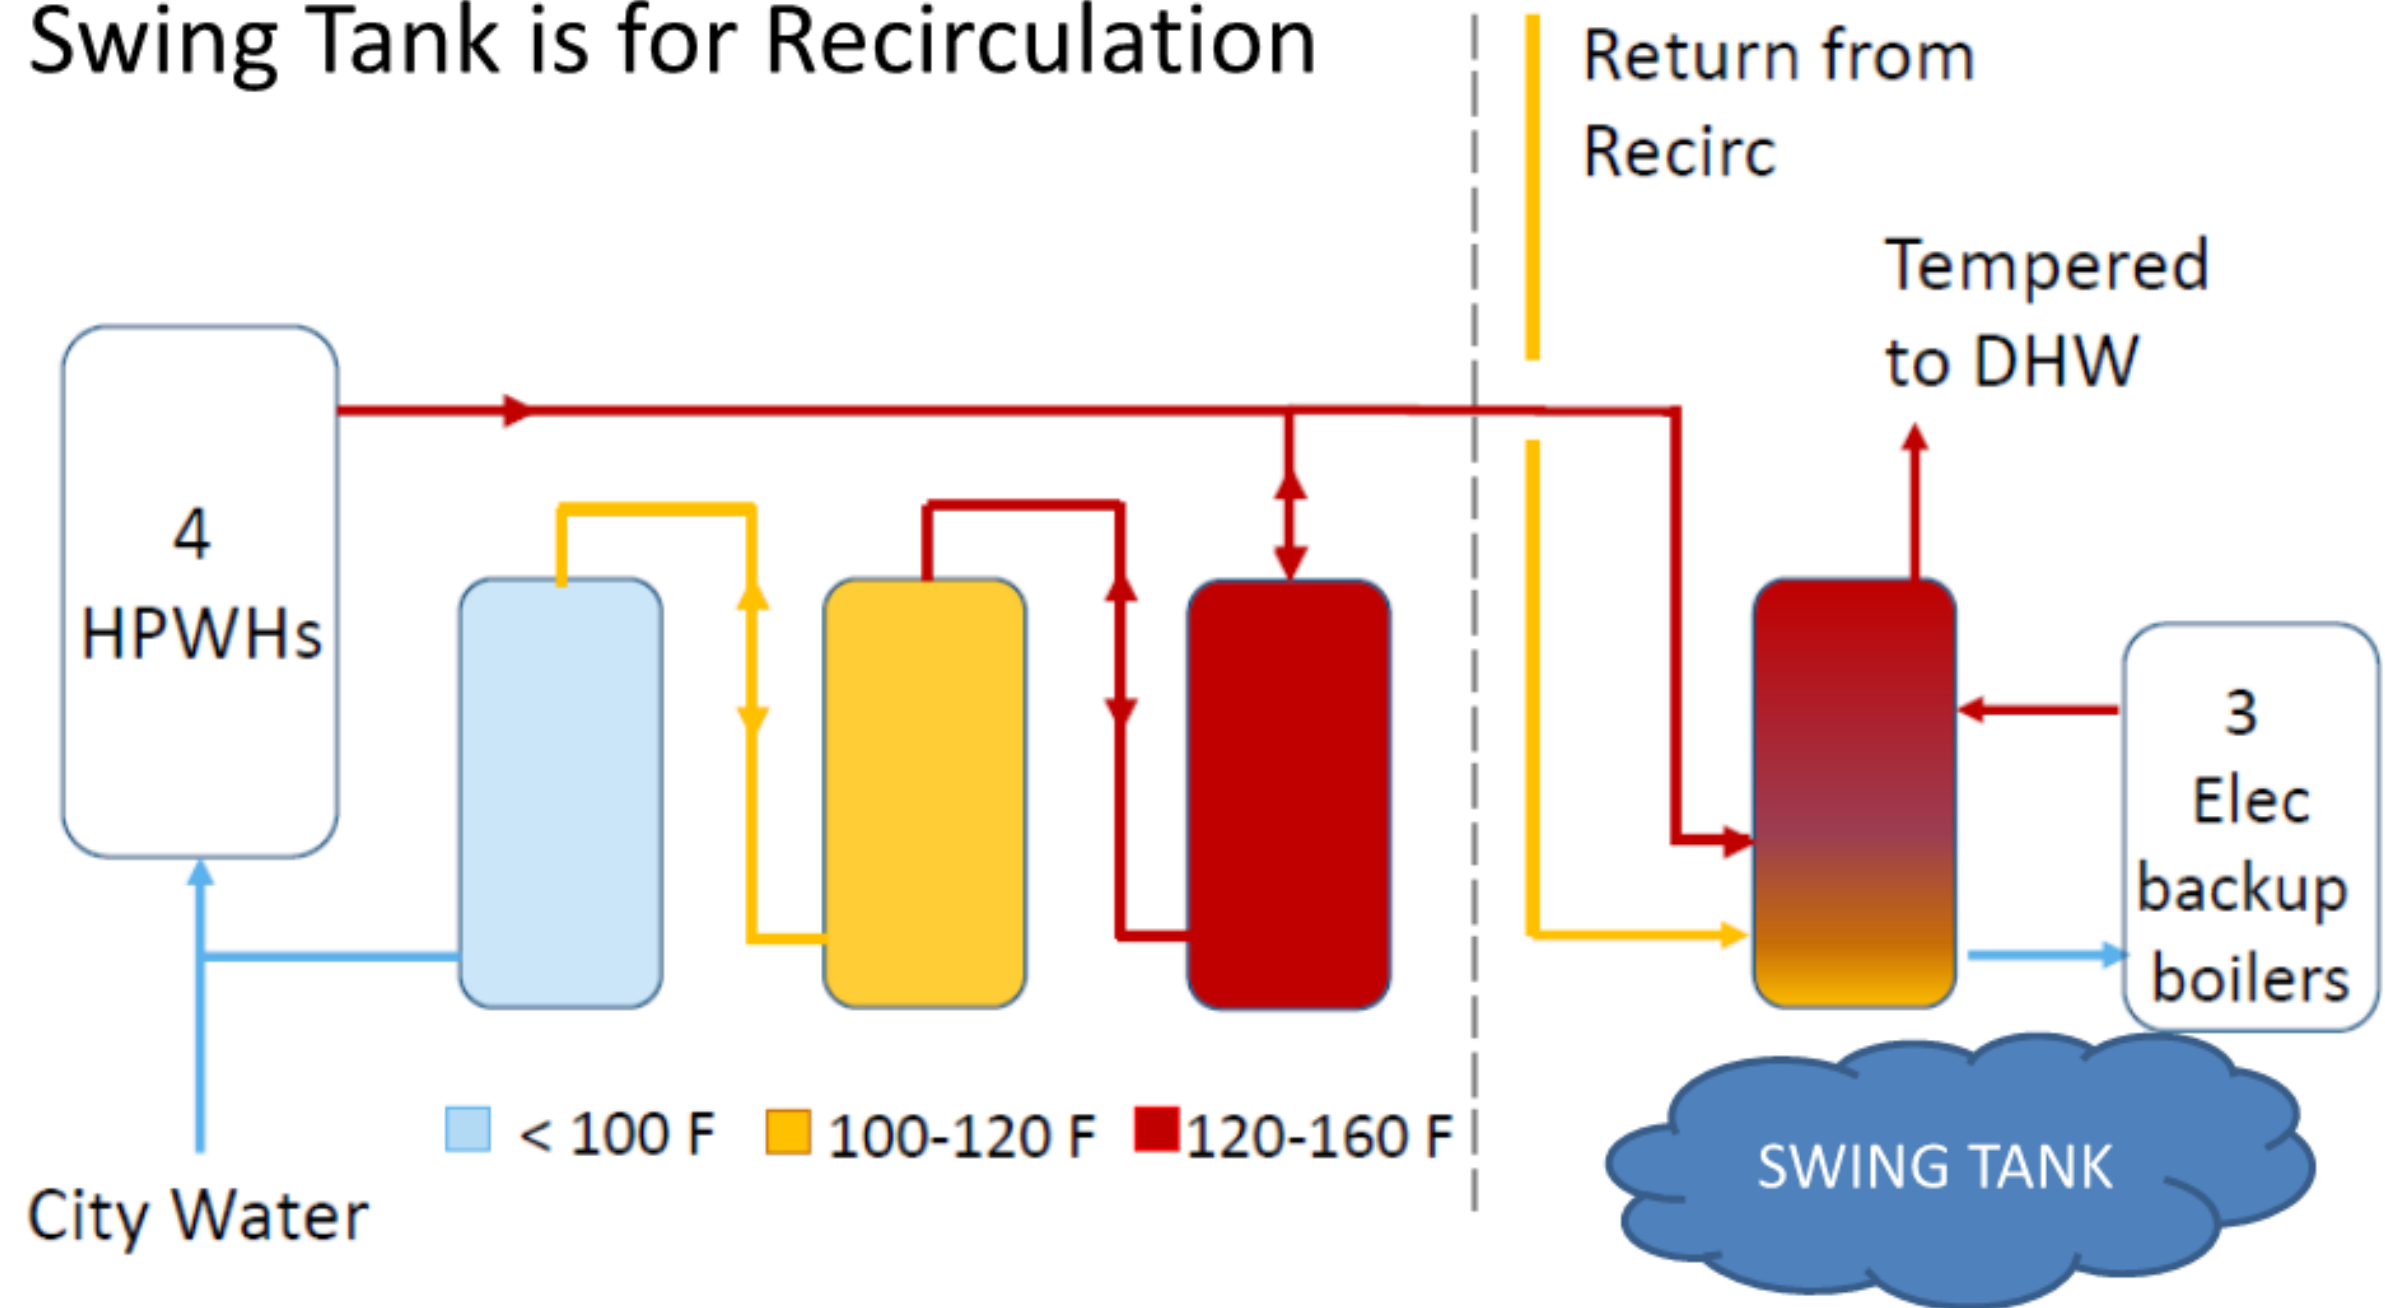 Swing Tank is for Recirculation
Return from
Recirc
Tempered
to DHW
4
HPWHs
3
Elec
backup
boilers
< 100 F
100-120 F
120-160 F
City Water
SWING TANK